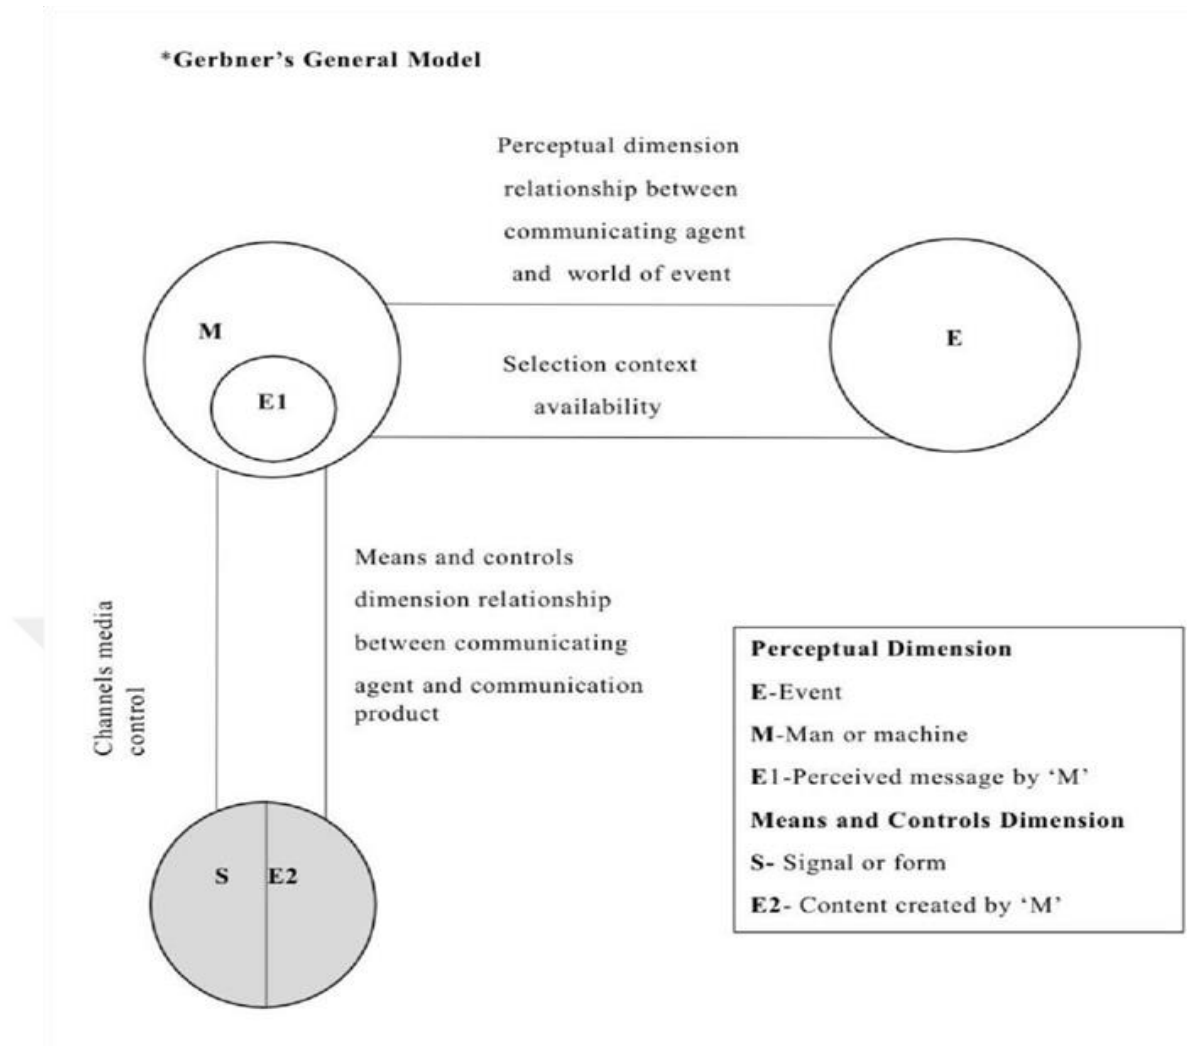 *Gerbner's General Model
Perceptual dimension
relationship between
communicating agent
and world of event
M
E
E1
Selection context
availability
Means and controls
dimension relationship
between communicating
agent and communication
product
Channels media
control
S
E2
Perceptual Dimension
E-Event
M-Man or machine
E1-Perceived message by ‘M’
Means and Controls Dimension
S- Signal or form
E2- Content created by ‘M’